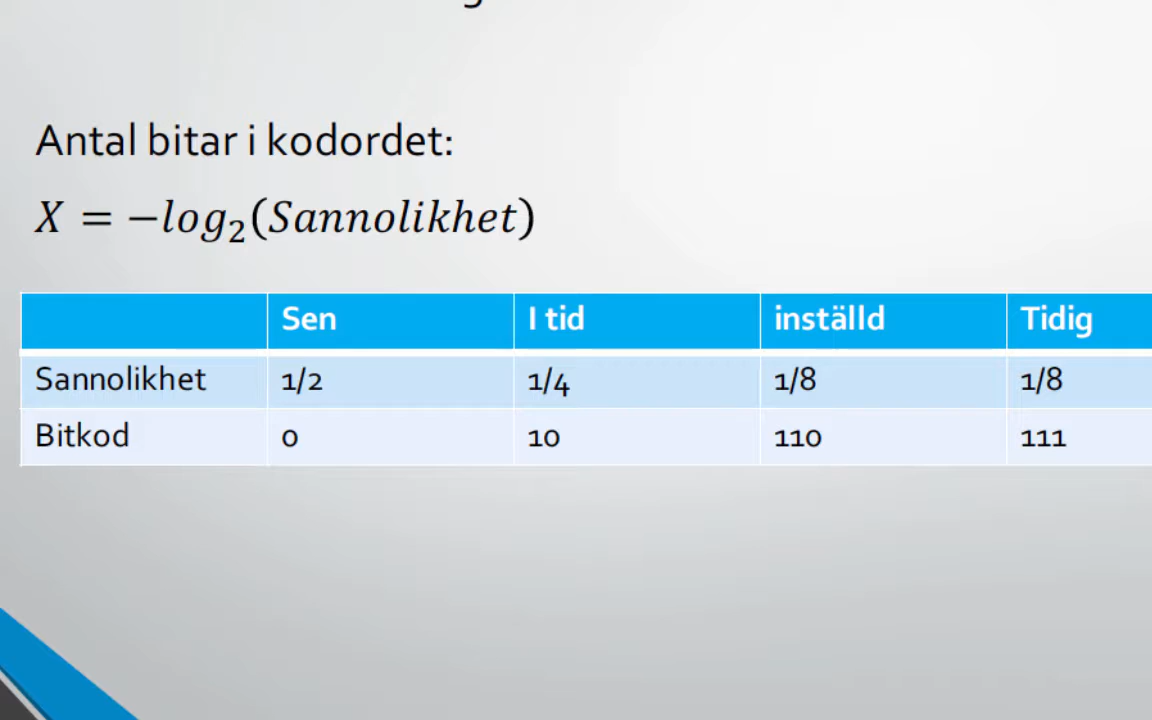 Antal bitar i kodordet:
X = −log₂(Sannolikhet)
Sen I tid inställd Tidig
Sannolikhet 1/2 1/4 1/8 1/8
Bitkod 0 10 110 111